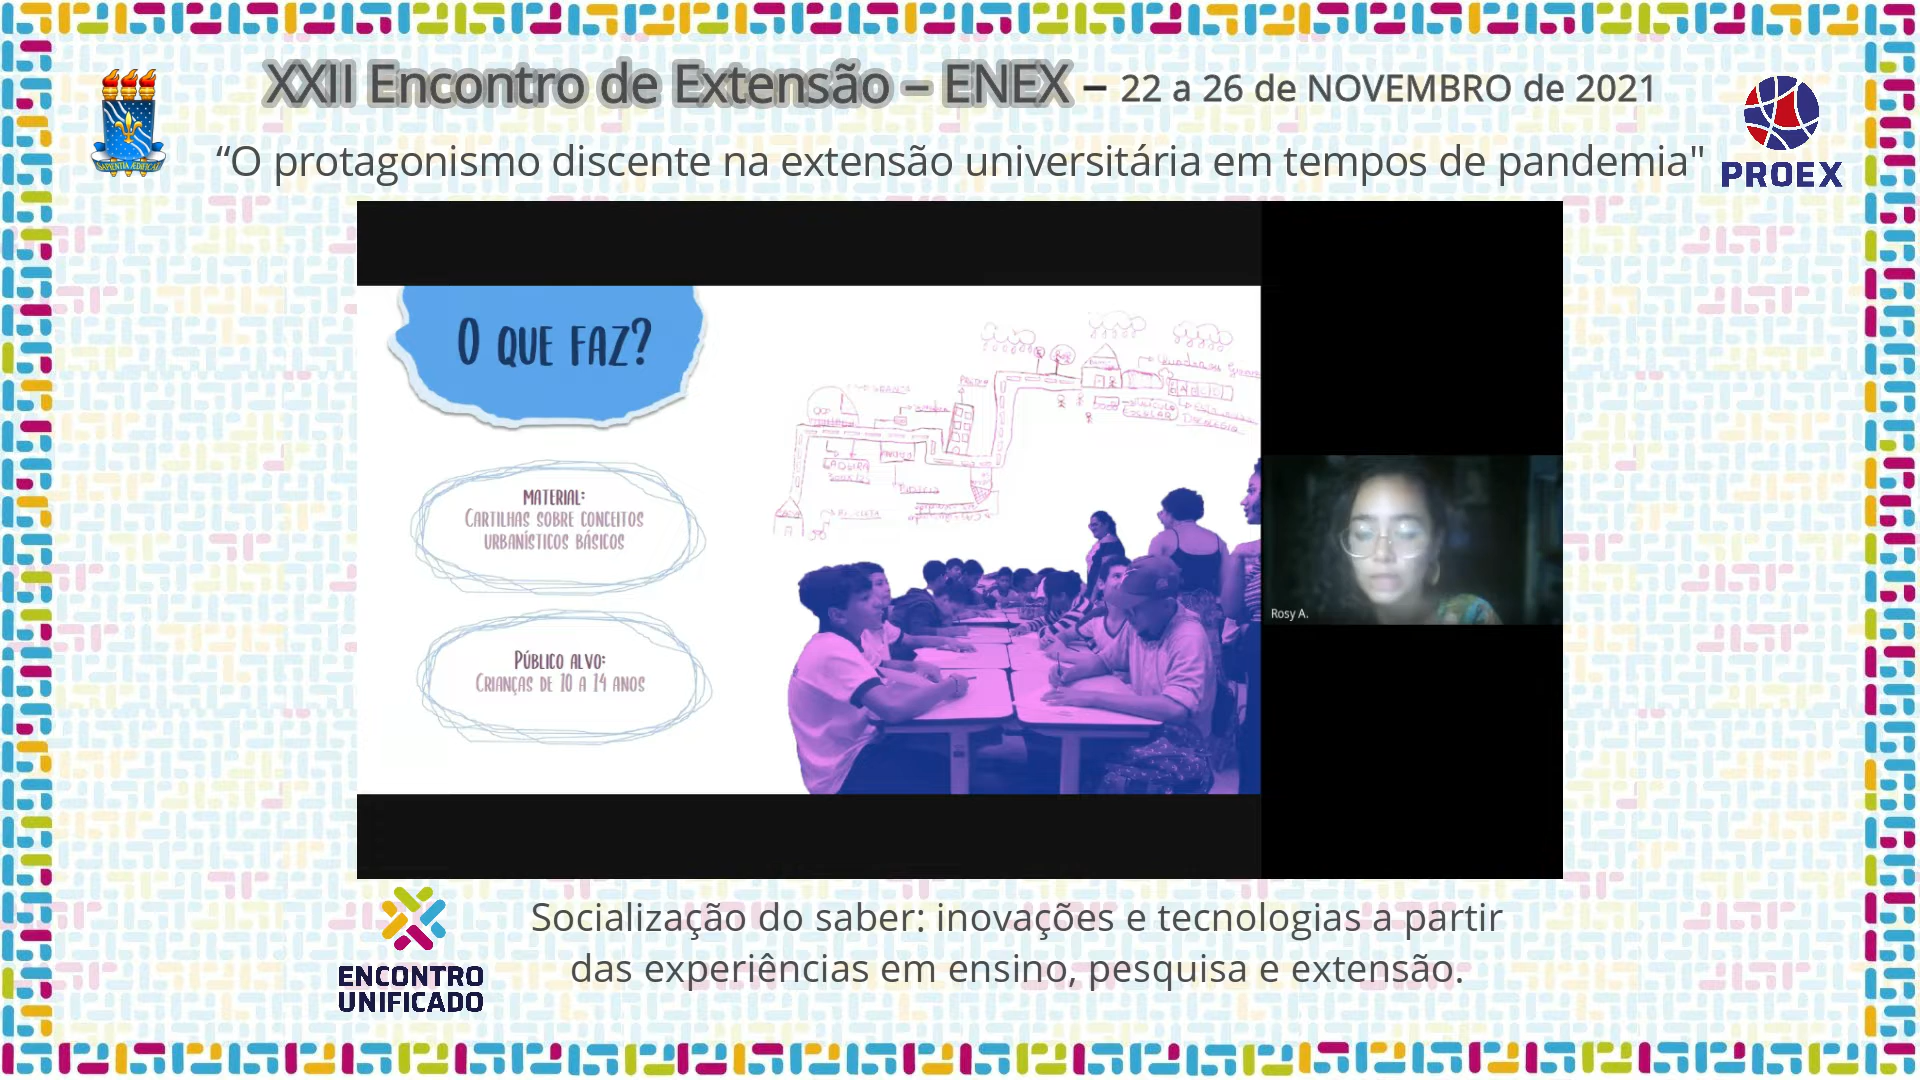 XXII Encontro de Extensão – ENEX – 22 a 26 de NOVEMBRO de 2021
“O protagonismo discente na extensão universitária em tempos de pandemia"
PROEX
O QUE FAZ?
MATERIAL:
CARTILHAS SOBRE CONCEITOS
URBANÍSTICOS BÁSICOS
PÚBLICO ALVO:
CRIANÇAS DE 10 A 14 ANOS
Rosy A.
ENCONTRO
UNIFICADO
Socialização do saber: inovações e tecnologias a partir
das experiências em ensino, pesquisa e extensão.